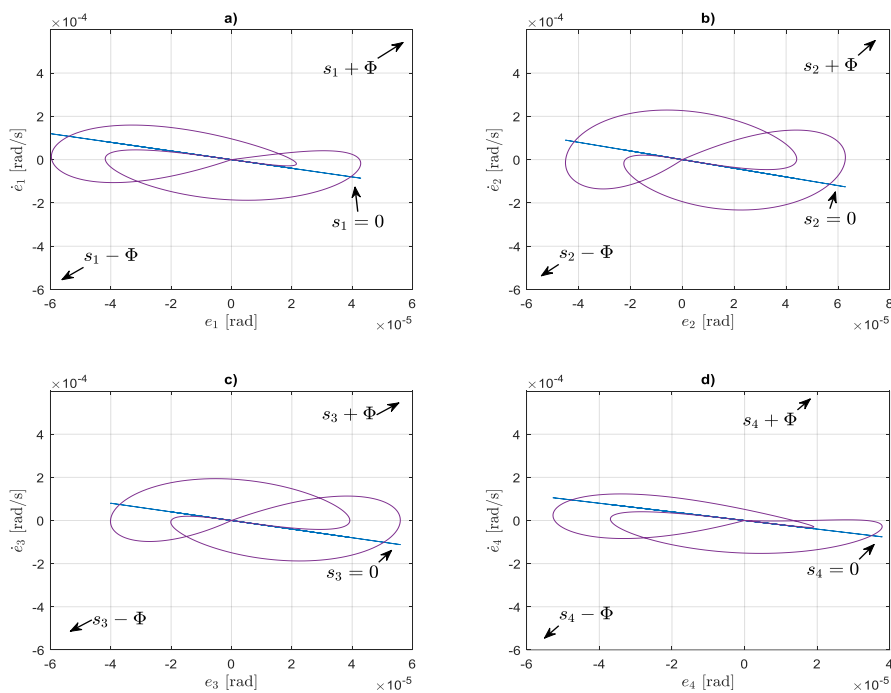 a)
×10⁻⁴
4
2
0
-2
-4
-6
ė₁ [rad/s]
s₁ + Φ
s₁ = 0
s₁ − Φ
-6 -4 -2 0 2 4 6
e₁ [rad]
×10⁻⁵
b)
×10⁻⁴
4
2
0
-2
-4
-6
ė₂ [rad/s]
s₂ + Φ
s₂ = 0
s₂ − Φ
-6 -4 -2 0 2 4 6 8
e₂ [rad]
×10⁻⁵
c)
×10⁻⁴
4
2
0
-2
-4
-6
ė₃ [rad/s]
s₃ + Φ
s₃ = 0
s₃ − Φ
-6 -4 -2 0 2 4 6
e₃ [rad]
×10⁻⁵
d)
×10⁻⁴
4
2
0
-2
-4
-6
ė₄ [rad/s]
s₄ + Φ
s₄ = 0
s₄ − Φ
-6 -4 -2 0 2 4
e₄ [rad]
×10⁻⁵